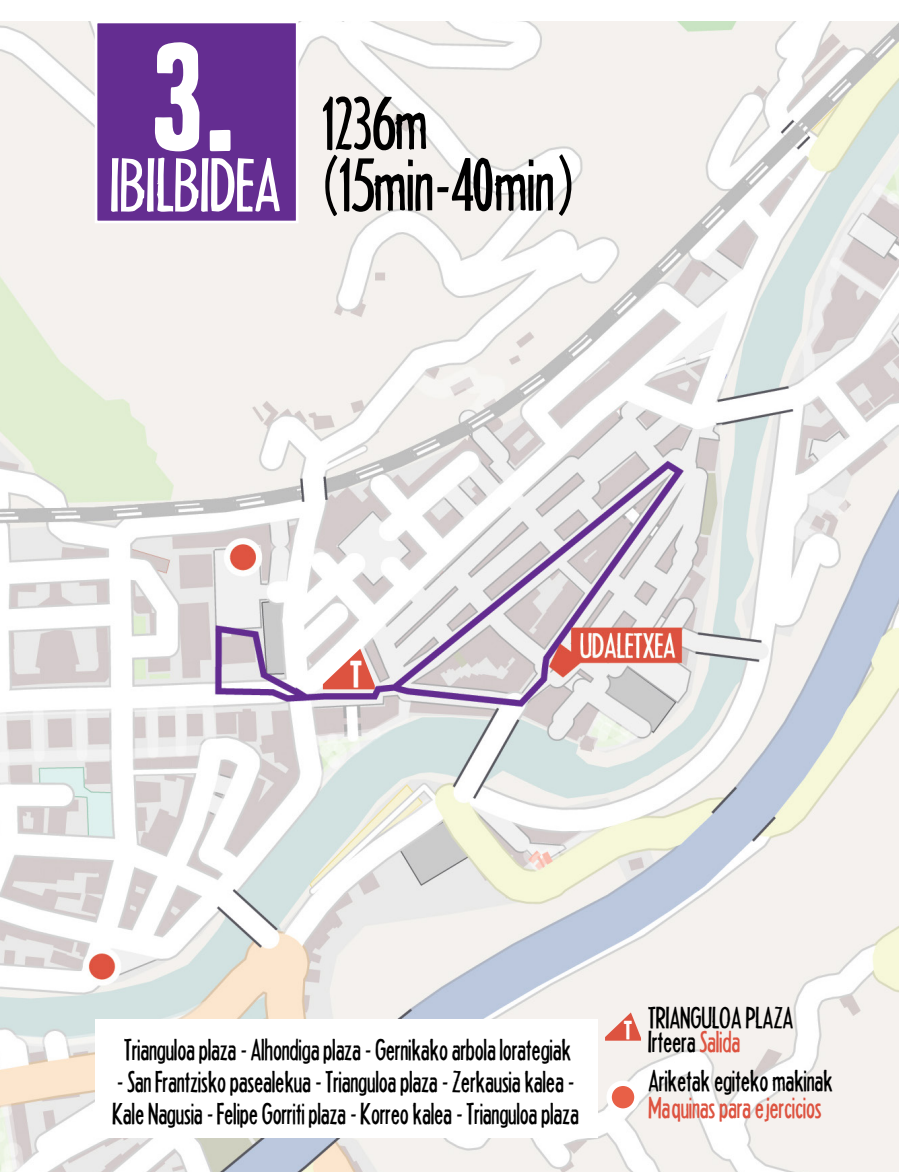 3.
IBILBIDEA
1236m
(15min-40min)
T
UDALETXEA
Trianguloa plaza - Alhondiga plaza - Gernikako arbola lorategiak
- San Frantzisko pasealekua - Trianguloa plaza - Zerkausia kalea -
Kale Nagusia - Felipe Gorriti plaza - Korreo kalea - Trianguloa plaza
T
TRIANGULOA PLAZA
Irteera Salida
Ariketak egiteko makinak
Maquinas para ejercicios